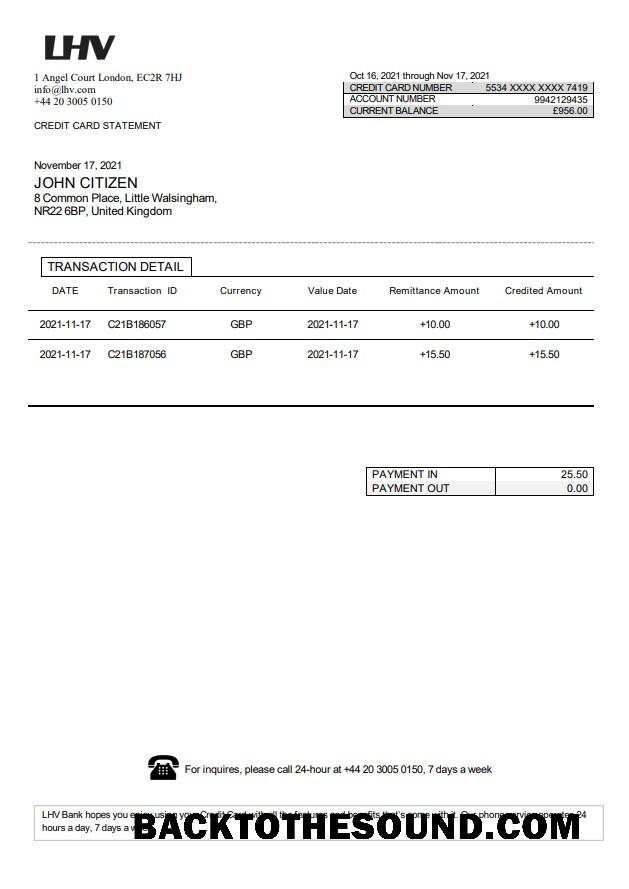 LHV
1 Angel Court London, EC2R 7HJ
info@lhv.com
+44 20 3005 0150
CREDIT CARD STATEMENT
Oct 16, 2021 through Nov 17, 2021
CREDIT CARD NUMBER 5534 XXXX XXXX 7419
ACCOUNT NUMBER 9942129435
CURRENT BALANCE £956.00
November 17, 2021
JOHN CITIZEN
8 Common Place, Little Walsingham,
NR22 6BP, United Kingdom
TRANSACTION DETAIL
DATE Transaction ID Currency Value Date Remittance Amount Credited Amount
2021-11-17 C21B186057 GBP 2021-11-17 +10.00 +10.00
2021-11-17 C21B187056 GBP 2021-11-17 +15.50 +15.50
PAYMENT IN 25.50
PAYMENT OUT 0.00
For inquires, please call 24-hour at +44 20 3005 0150, 7 days a week
LHV Bank hopes you enjoy using your Credit Card with all the features and benefits that's come with it. Our phone service operates 24
hours a day, 7 days a
BACKTOTHESOUND.COM